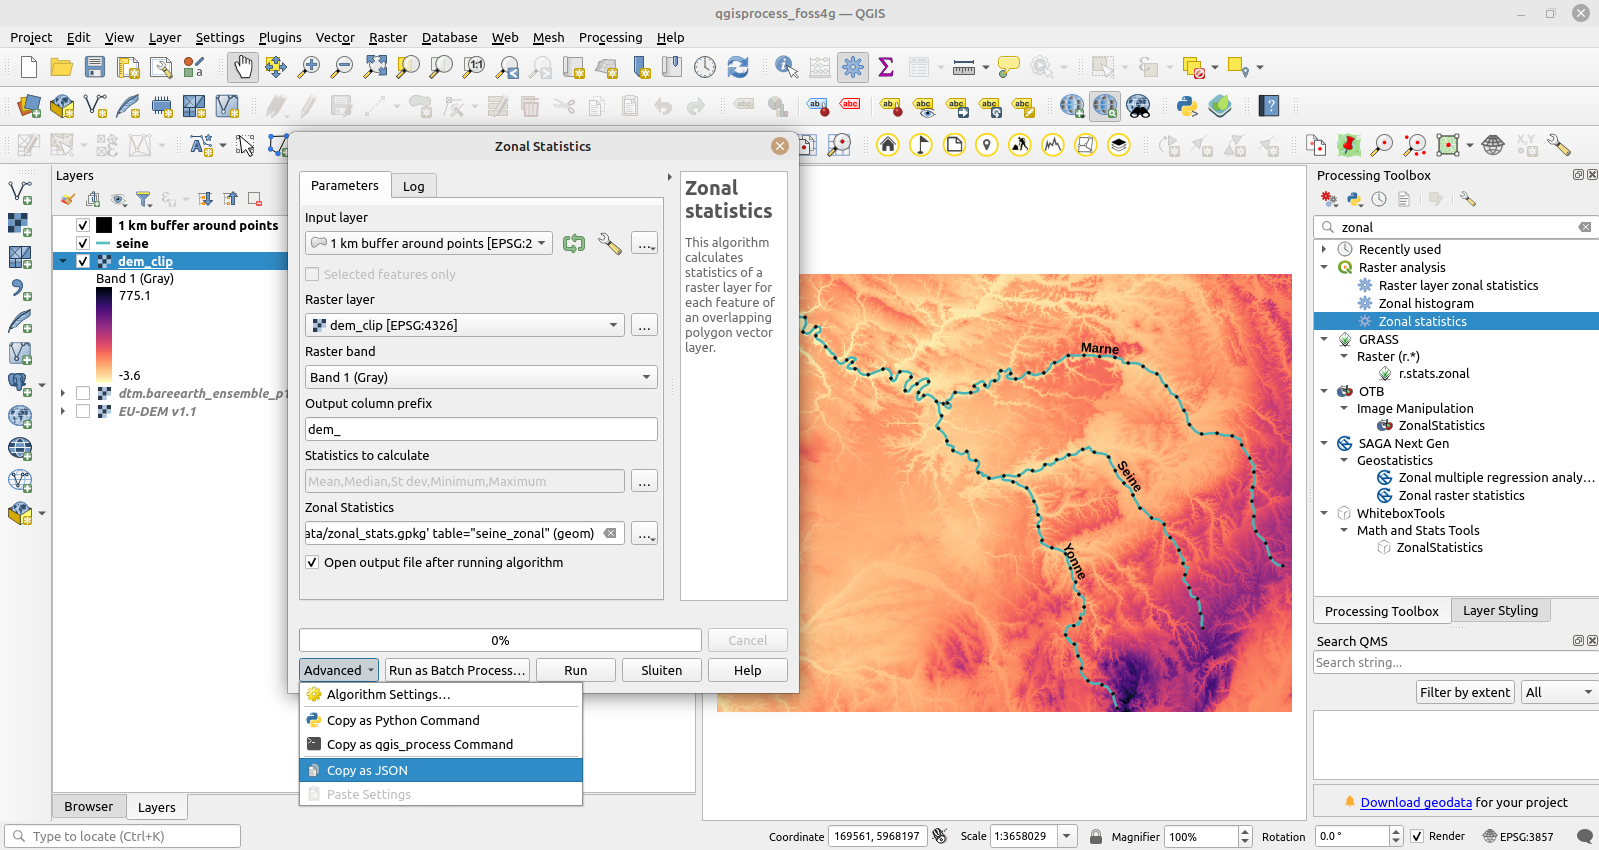 qgisprocess_foss4g — QGIS
Project Edit View Layer Settings Plugins Vector Raster Database Web Mesh Processing Help
Zonal Statistics
Layers
1 km buffer around points
seine
dem_clip
Band 1 (Gray)
775.1
-3.6
dtm.bareearth_ensemble_p1
EU-DEM v1.1
Parameters
Log
Input layer
1 km buffer around points [EPSG:2
Selected features only
Raster layer
dem_clip [EPSG:4326]
Raster band
Band 1 (Gray)
Output column prefix
dem_
Statistics to calculate
Mean,Median,St dev,Minimum,Maximum
Zonal Statistics
ata/zonal_stats.gpkg' table="seine_zonal" (geom)
Open output file after running algorithm
Zonal
statistics
This algorithm
calculates
statistics of a
raster layer for
each feature of
an overlapping
polygon vector
layer.
0%
Cancel
Advanced
Run as Batch Process…
Run
Sluiten
Help
Algorithm Settings…
Copy as Python Command
Copy as qgis_process Command
Copy as JSON
Paste Settings
Marne
Seine
Yonne
Processing Toolbox
zonal
Recently used
Raster analysis
Raster layer zonal statistics
Zonal histogram
Zonal statistics
GRASS
Raster (r.*)
r.stats.zonal
OTB
Image Manipulation
ZonalStatistics
SAGA Next Gen
Geostatistics
Zonal multiple regression analy…
Zonal raster statistics
WhiteboxTools
Math and Stats Tools
ZonalStatistics
Processing Toolbox
Layer Styling
Search QMS
Search string...
Filter by extent
All
Download geodata for your project
Browser
Layers
Type to locate (Ctrl+K)
Coordinate 169561, 5968197
Scale 1:3658029
Magnifier 100%
Rotation 0.0 °
Render
EPSG:3857